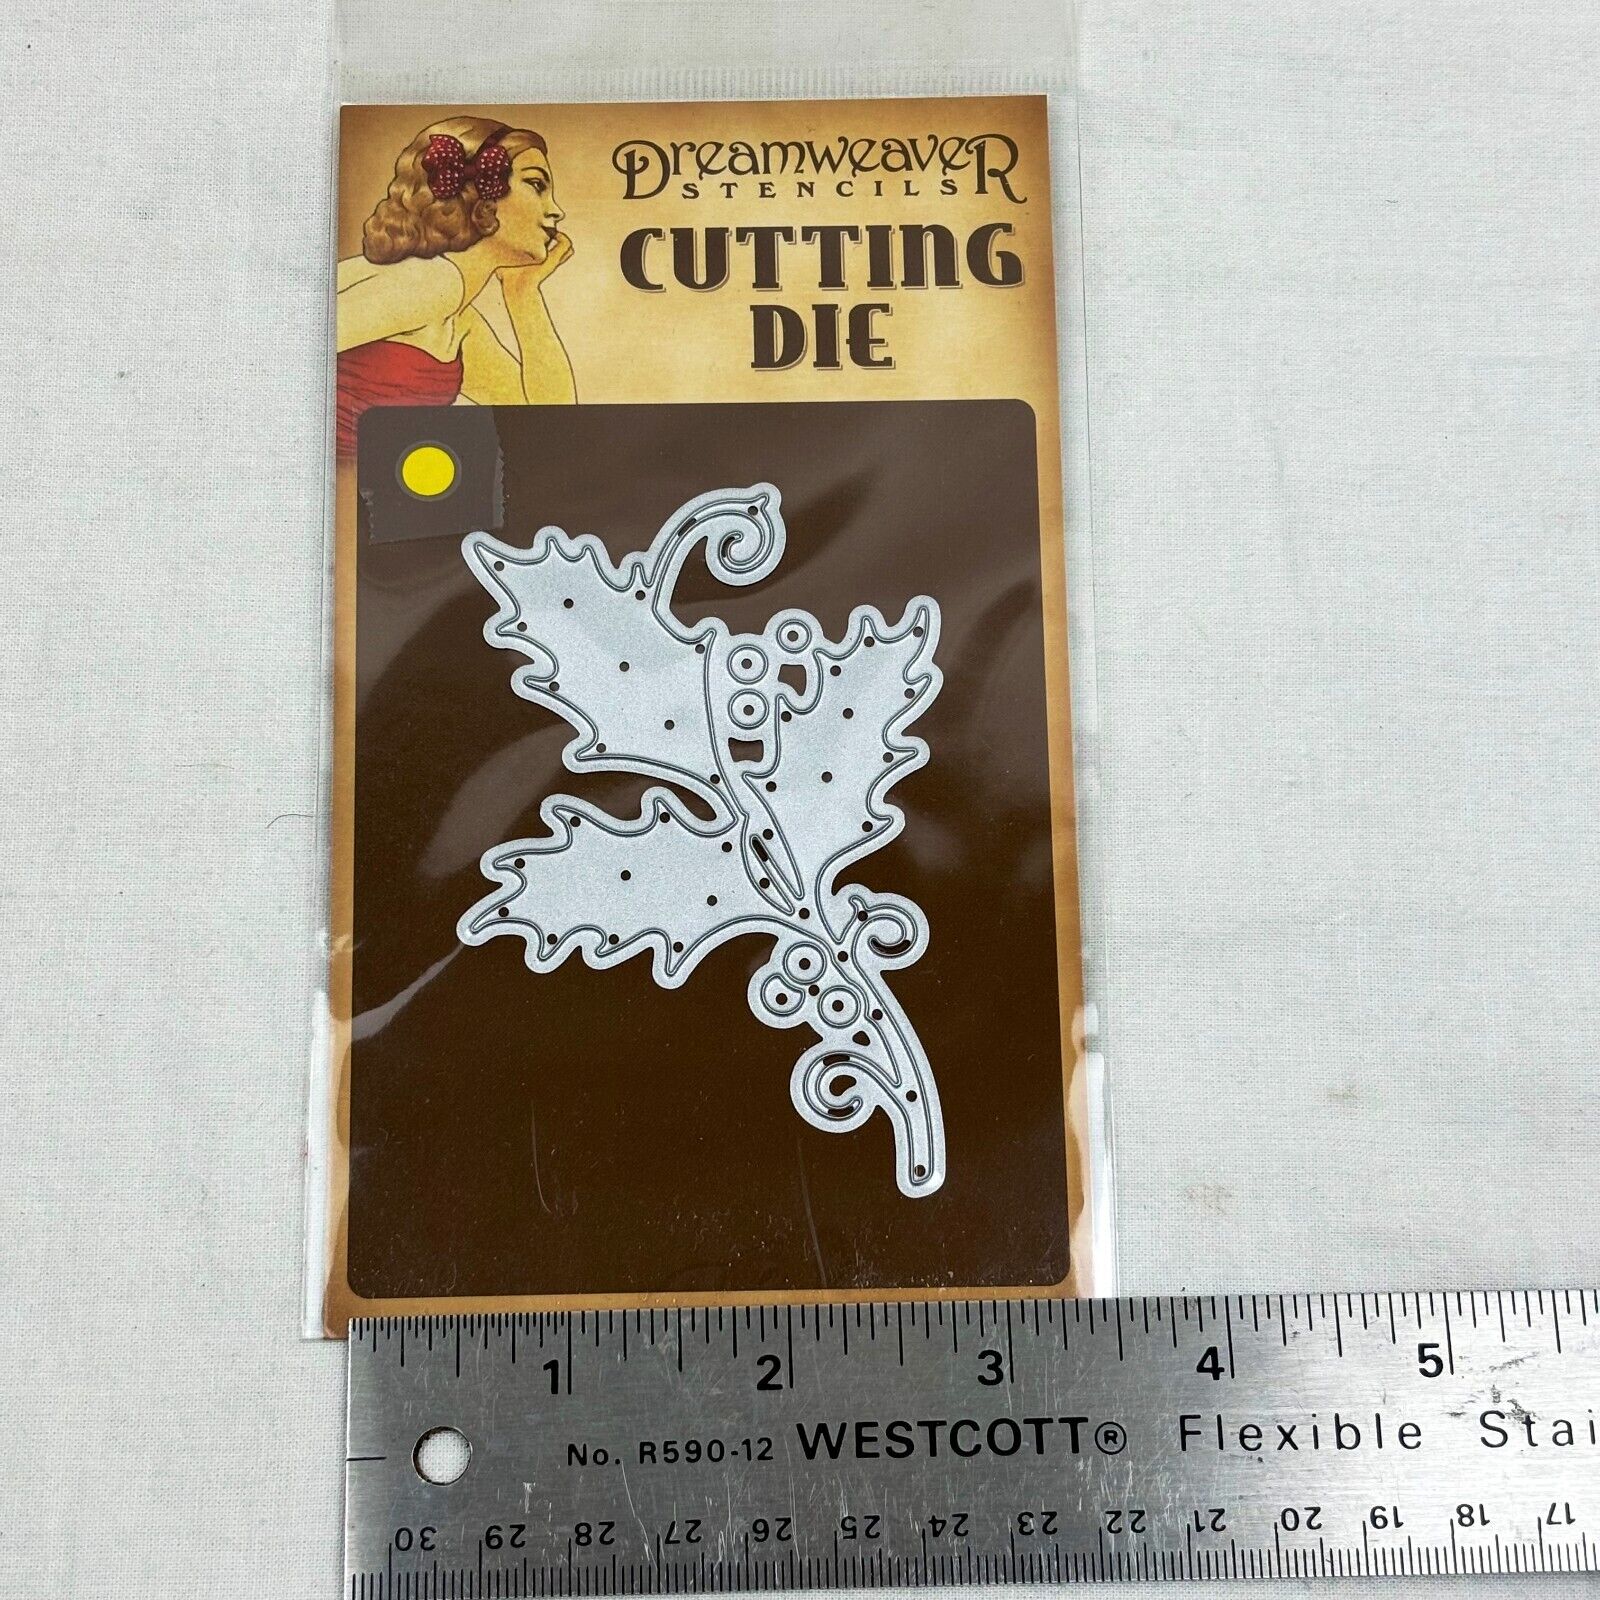 Dreamweaver
STENCILS
CUTTING
DIE
1 2 3 4 5
No. R590-12 WESTCOTT® Flexible Stai
30 29 28 27 26 25 24 23 22 21 20 19 18 17